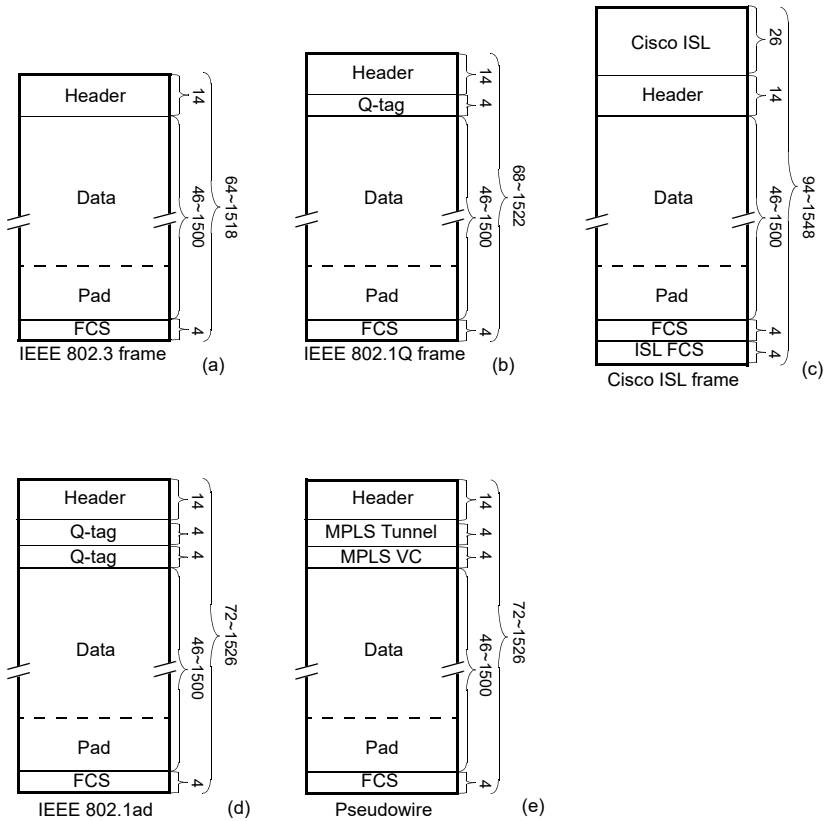 Header
14
Data
46~1500
64~1518
Pad
FCS
4
IEEE 802.3 frame
(a)
Header
14
Q-tag
4
Data
46~1500
68~1522
Pad
FCS
4
IEEE 802.1Q frame
(b)
Cisco ISL
26
Header
14
Data
46~1500
94~1548
Pad
FCS
4
ISL FCS
4
Cisco ISL frame
(c)
Header
14
Q-tag
4
Q-tag
4
Data
46~1500
72~1526
Pad
FCS
4
IEEE 802.1ad
(d)
Header
14
MPLS Tunnel
4
MPLS VC
4
Data
46~1500
72~1526
Pad
FCS
4
Pseudowire
(e)